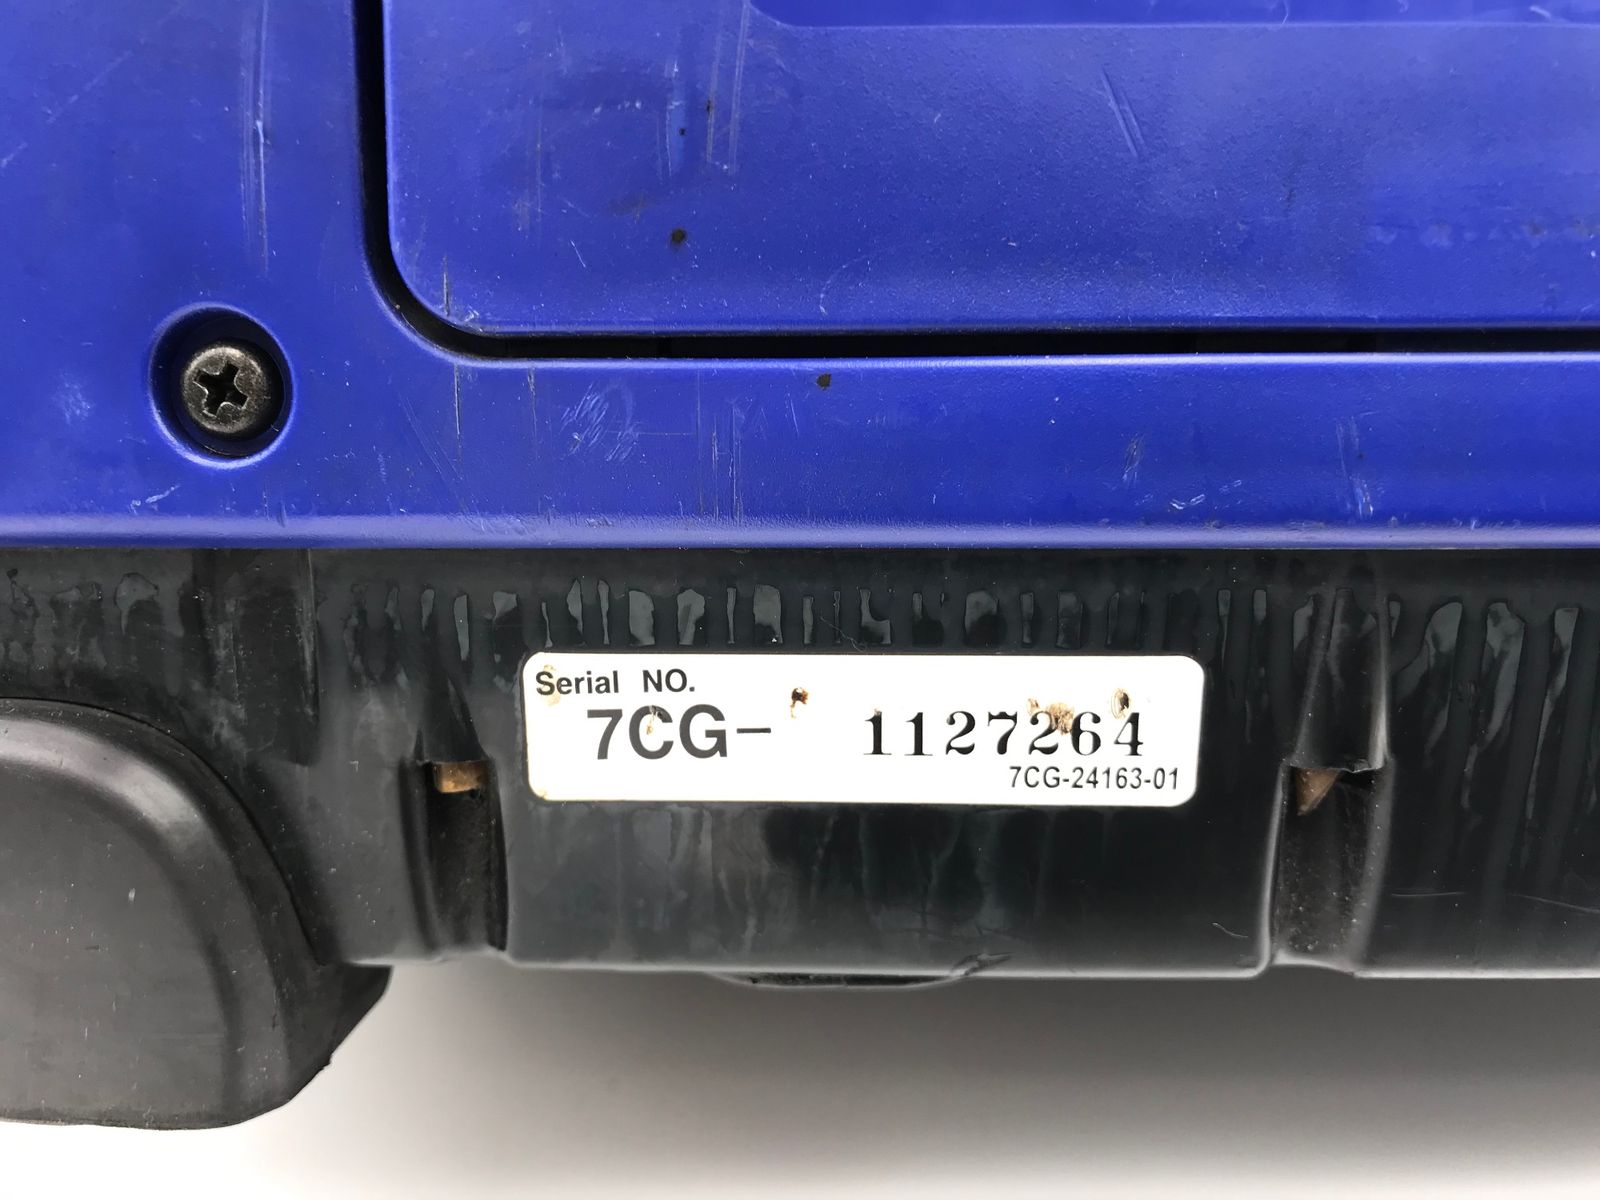 Serial NO.
7CG- 1127264
7CG-24163-01